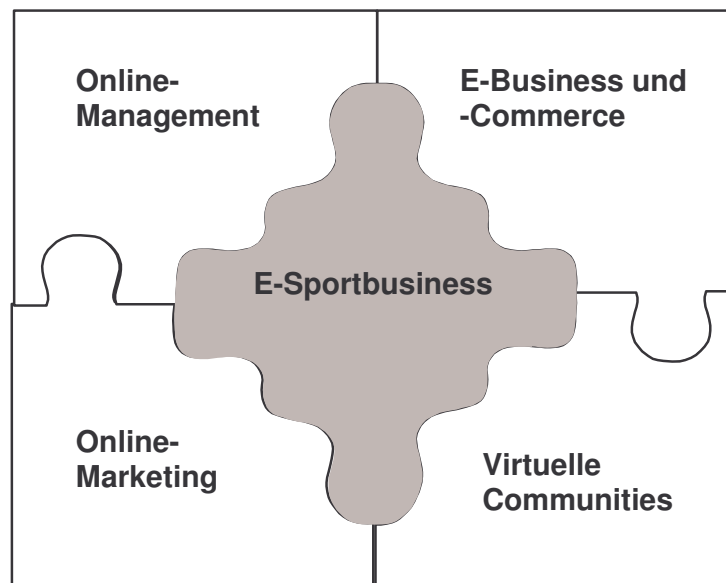 Online-
Management
E-Business und
-Commerce
E-Sportbusiness
Online-
Marketing
Virtuelle
Communities